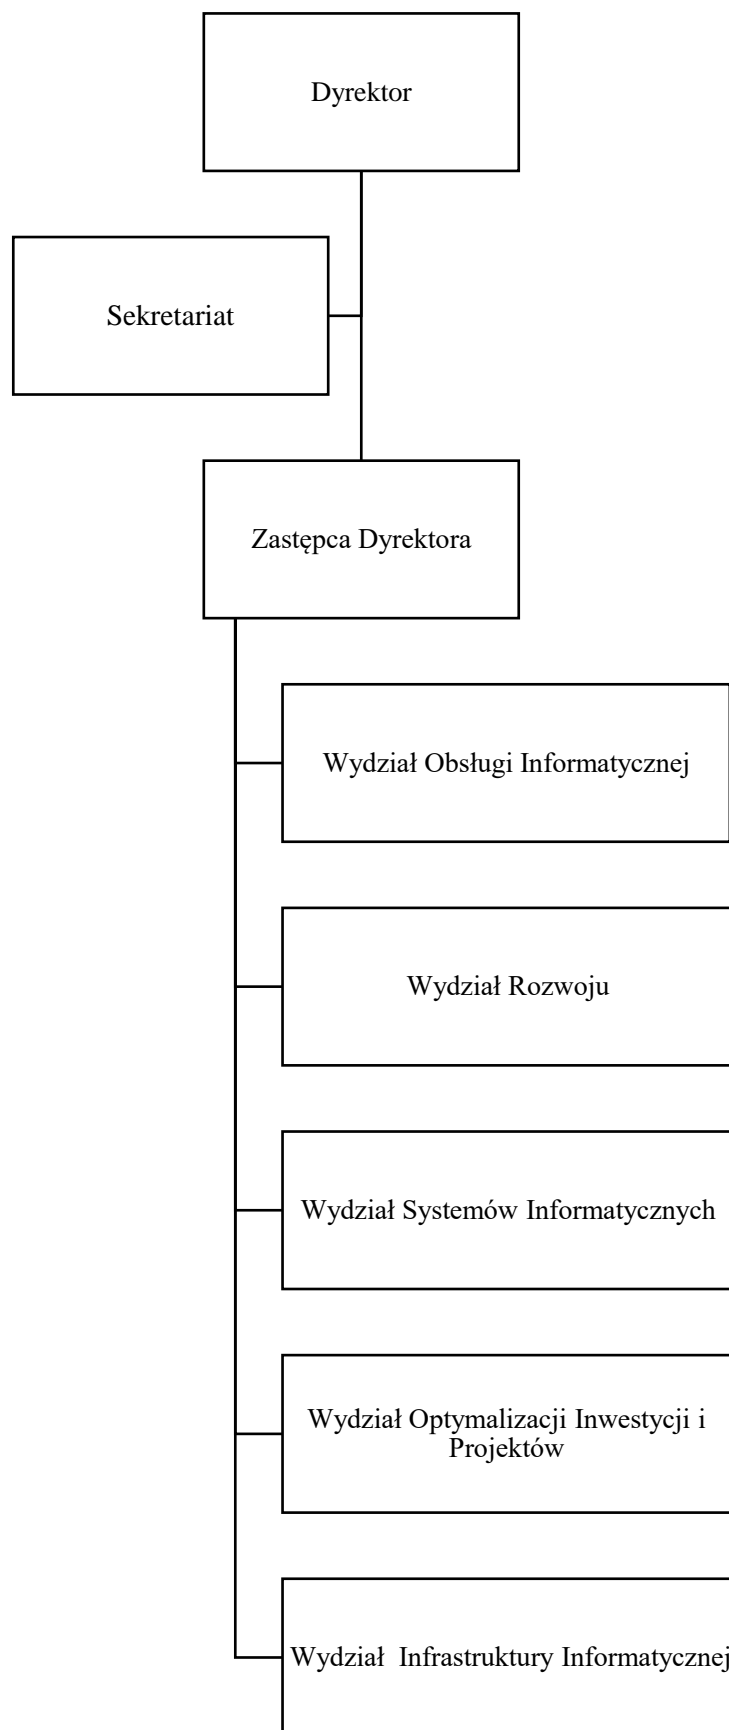 Dyrektor
Sekretariat
Zastępca Dyrektora
Wydział Obsługi Informatycznej
Wydział Rozwoju
Wydział Systemów Informatycznych
Wydział Optymalizacji Inwestycji i
Projektów
Wydział  Infrastruktury Informatycznej